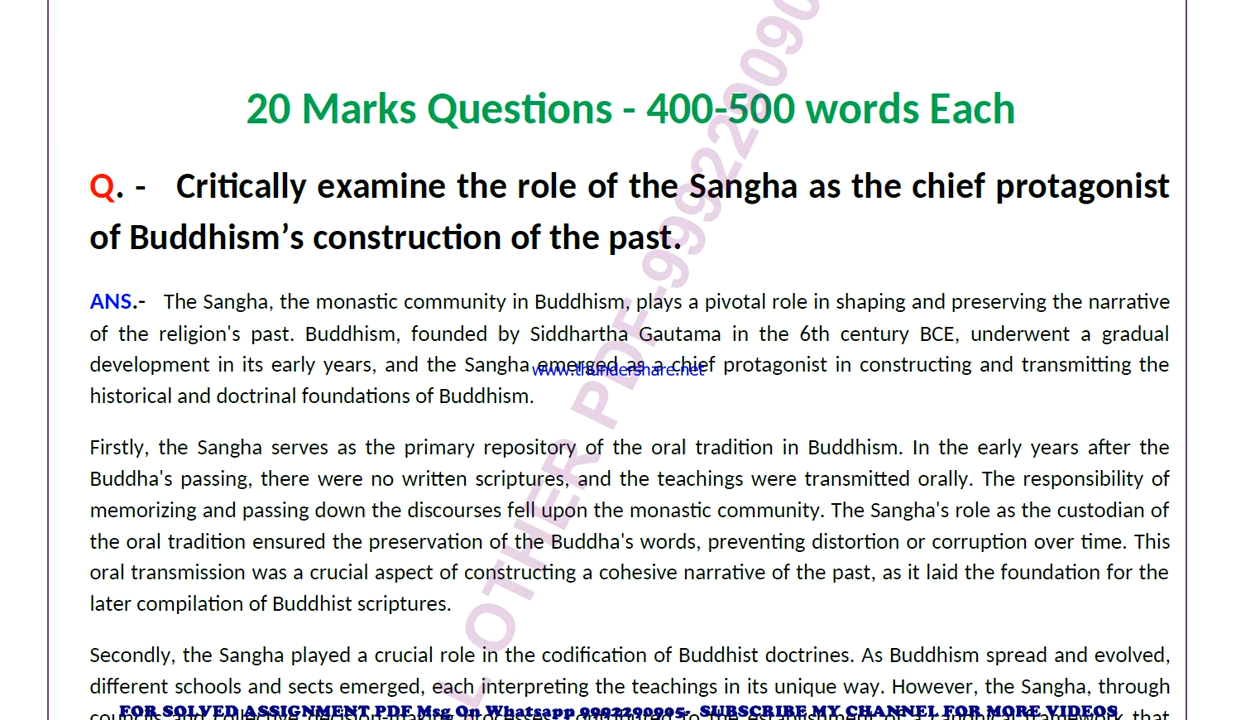 20 Marks Questions - 400-500 words Each
Q. - Critically examine the role of the Sangha as the chief protagonist
of Buddhism’s construction of the past.
ANS.- The Sangha, the monastic community in Buddhism, plays a pivotal role in shaping and preserving the narrative
of the religion's past. Buddhism, founded by Siddhartha Gautama in the 6th century BCE, underwent a gradual
development in its early years, and the Sangha emerged as a chief protagonist in constructing and transmitting the
www.thundershare.net
historical and doctrinal foundations of Buddhism.
Firstly, the Sangha serves as the primary repository of the oral tradition in Buddhism. In the early years after the
Buddha's passing, there were no written scriptures, and the teachings were transmitted orally. The responsibility of
memorizing and passing down the discourses fell upon the monastic community. The Sangha's role as the custodian of
the oral tradition ensured the preservation of the Buddha's words, preventing distortion or corruption over time. This
oral transmission was a crucial aspect of constructing a cohesive narrative of the past, as it laid the foundation for the
later compilation of Buddhist scriptures.
Secondly, the Sangha played a crucial role in the codification of Buddhist doctrines. As Buddhism spread and evolved,
different schools and sects emerged, each interpreting the teachings in its unique way. However, the Sangha, through
FOR SOLVED ASSIGNMENT PDF Msg On Whatsapp 9992290905-  SUBSCRIBE MY CHANNEL FOR MORE VIDEOS
OTHER PDF-999229090